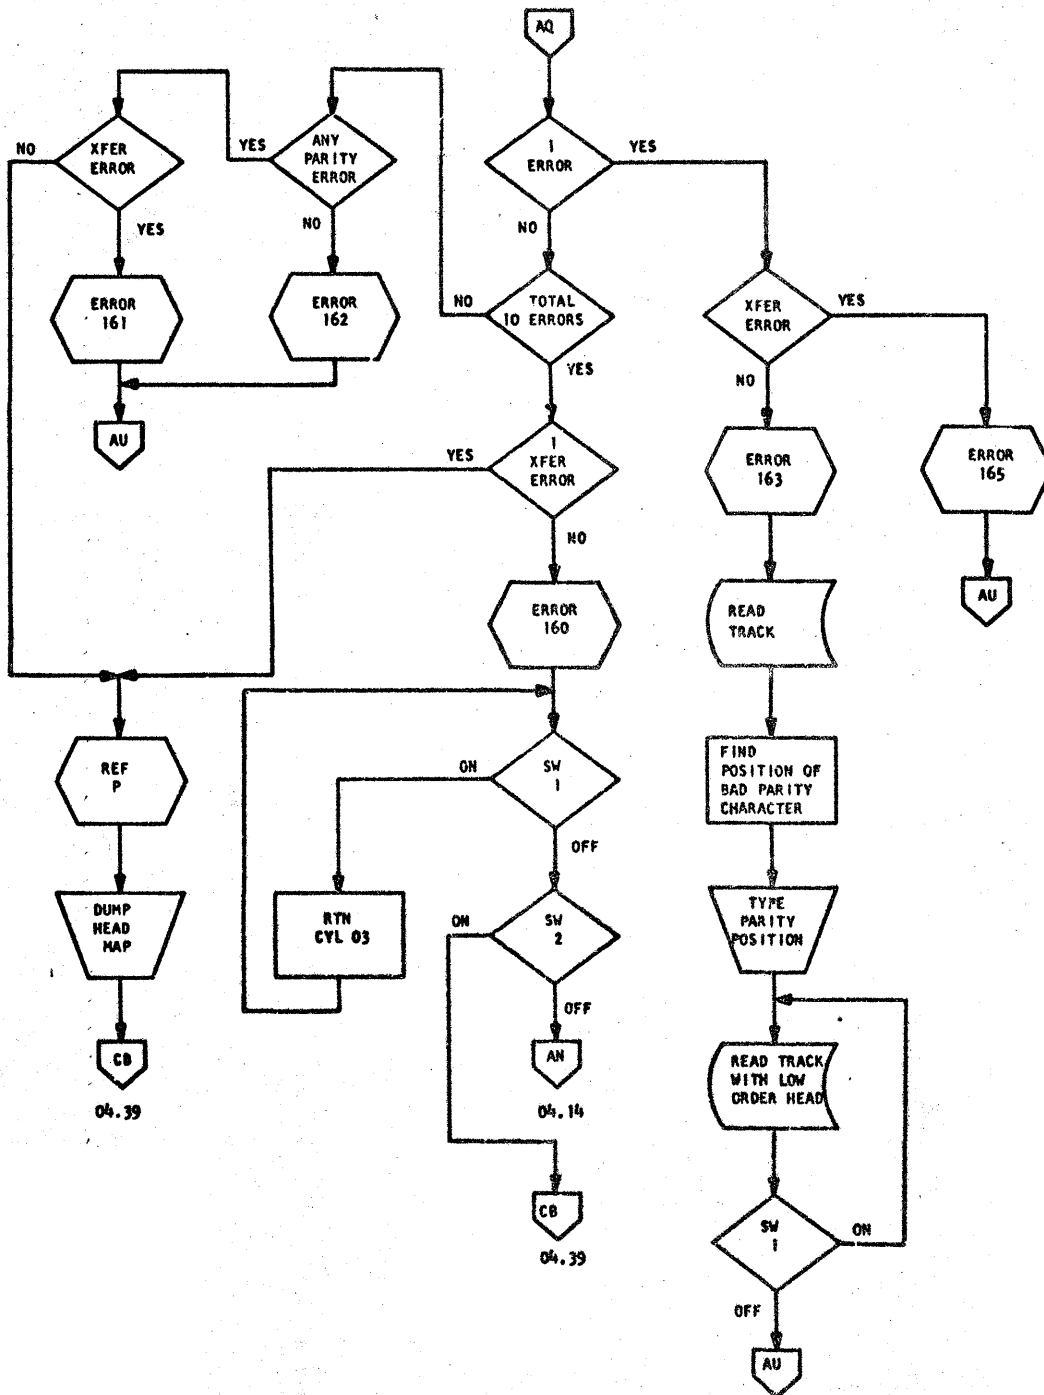 AQ
NO
XFER
ERROR
YES
ANY
PARITY
ERROR
1
ERROR
YES
YES
NO
NO
ERROR
161
ERROR
162
NO
TOTAL
10 ERRORS
XFER
ERROR
YES
YES
NO
AU
YES
1
XFER
ERROR
ERROR
163
ERROR
165
NO
ERROR
160
READ
TRACK
AU
REF
P
ON
SW
1
FIND
POSITION OF
BAD PARITY
CHARACTER
OFF
DUMP
HEAD
MAP
RTN
CYL 03
ON
SW
2
TYPE
PARITY
POSITION
OFF
CB
04.39
AN
04.14
READ TRACK
WITH LOW
ORDER HEAD
CB
04.39
SW
1
ON
OFF
AU